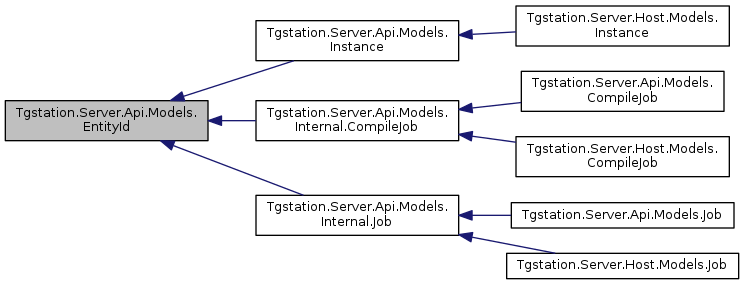 Tgstation.Server.Api.Models.
EntityId
Tgstation.Server.Api.Models.
Instance
Tgstation.Server.Host.Models.
Instance
Tgstation.Server.Api.Models.
Internal.CompileJob
Tgstation.Server.Api.Models.
CompileJob
Tgstation.Server.Host.Models.
CompileJob
Tgstation.Server.Api.Models.
Internal.Job
Tgstation.Server.Api.Models.Job
Tgstation.Server.Host.Models.Job